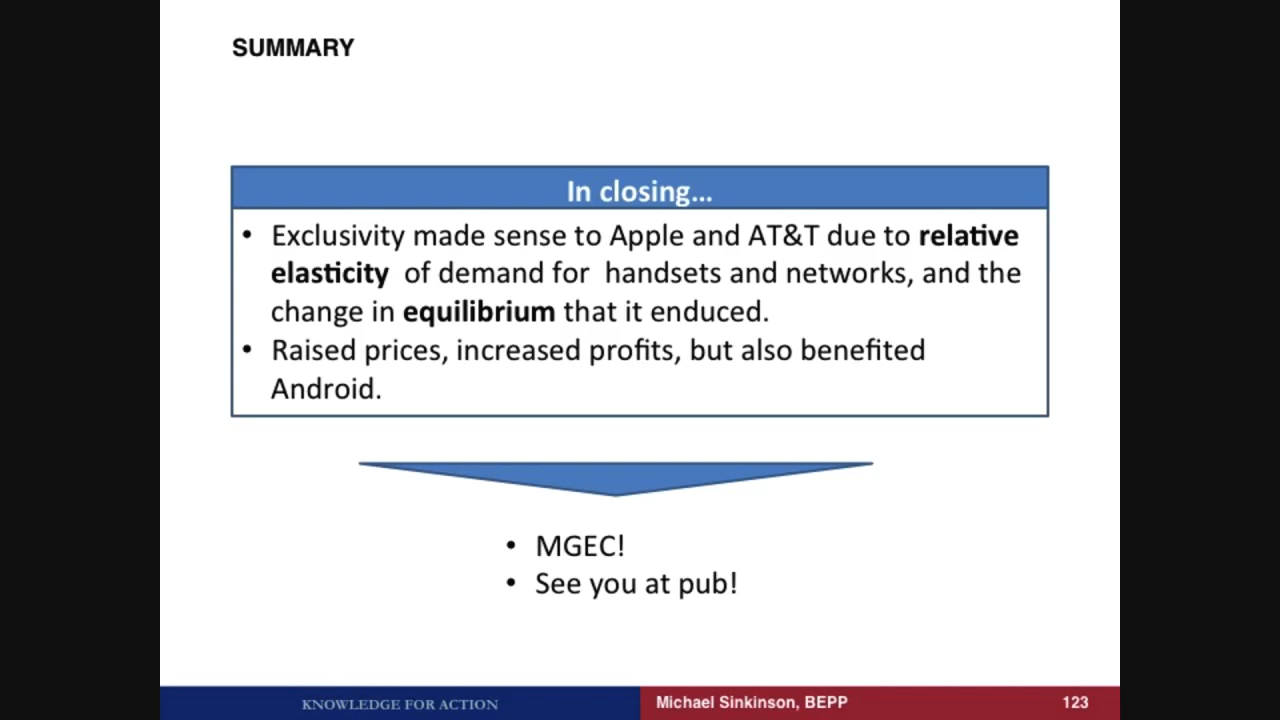 SUMMARY
In closing...
• Exclusivity made sense to Apple and AT&T due to relative
elasticity of demand for handsets and networks, and the
change in equilibrium that it enduced.
• Raised prices, increased profits, but also benefited
Android.
• MGEC!
• See you at pub!
KNOWLEDGE FOR ACTION
Michael Sinkinson, BEPP
123